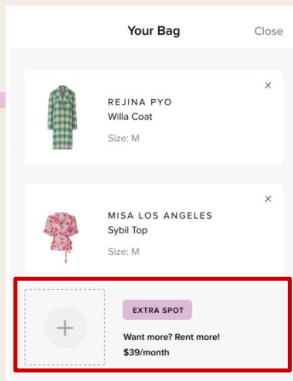 Your Bag Close
×
REJINA PYO
Willa Coat
Size: M
×
MISA LOS ANGELES
Sybil Top
Size: M
+
EXTRA SPOT
Want more? Rent more!
$39/month